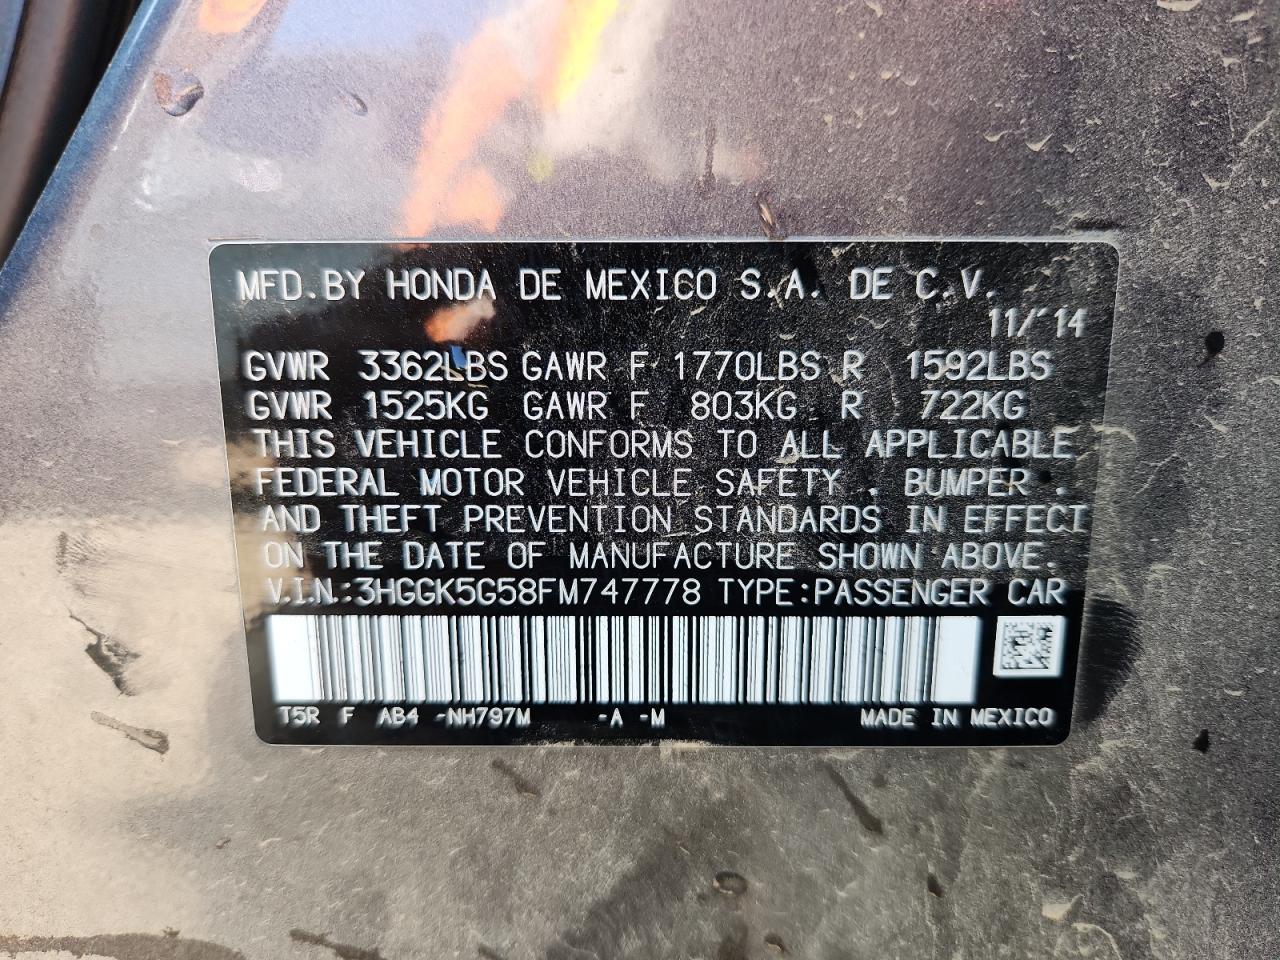 MFD.BY HONDA DE MEXICO S.A. DE C.V.
11/14
GVWR 3362LBS GAWR F 1770LBS R 1592LBS
GVWR 1525KG GAWR F 803KG R 722KG
THIS VEHICLE CONFORMS TO ALL APPLICABLE
FEDERAL MOTOR VEHICLE SAFETY , BUMPER ,
AND THEFT PREVENTION STANDARDS IN EFFECT
ON THE DATE OF MANUFACTURE SHOWN ABOVE.
V.I.N.:3HGGK5G58FM747778 TYPE:PASSENGER CAR
T5R F AB4 -NH797M -A -M MADE IN MEXICO